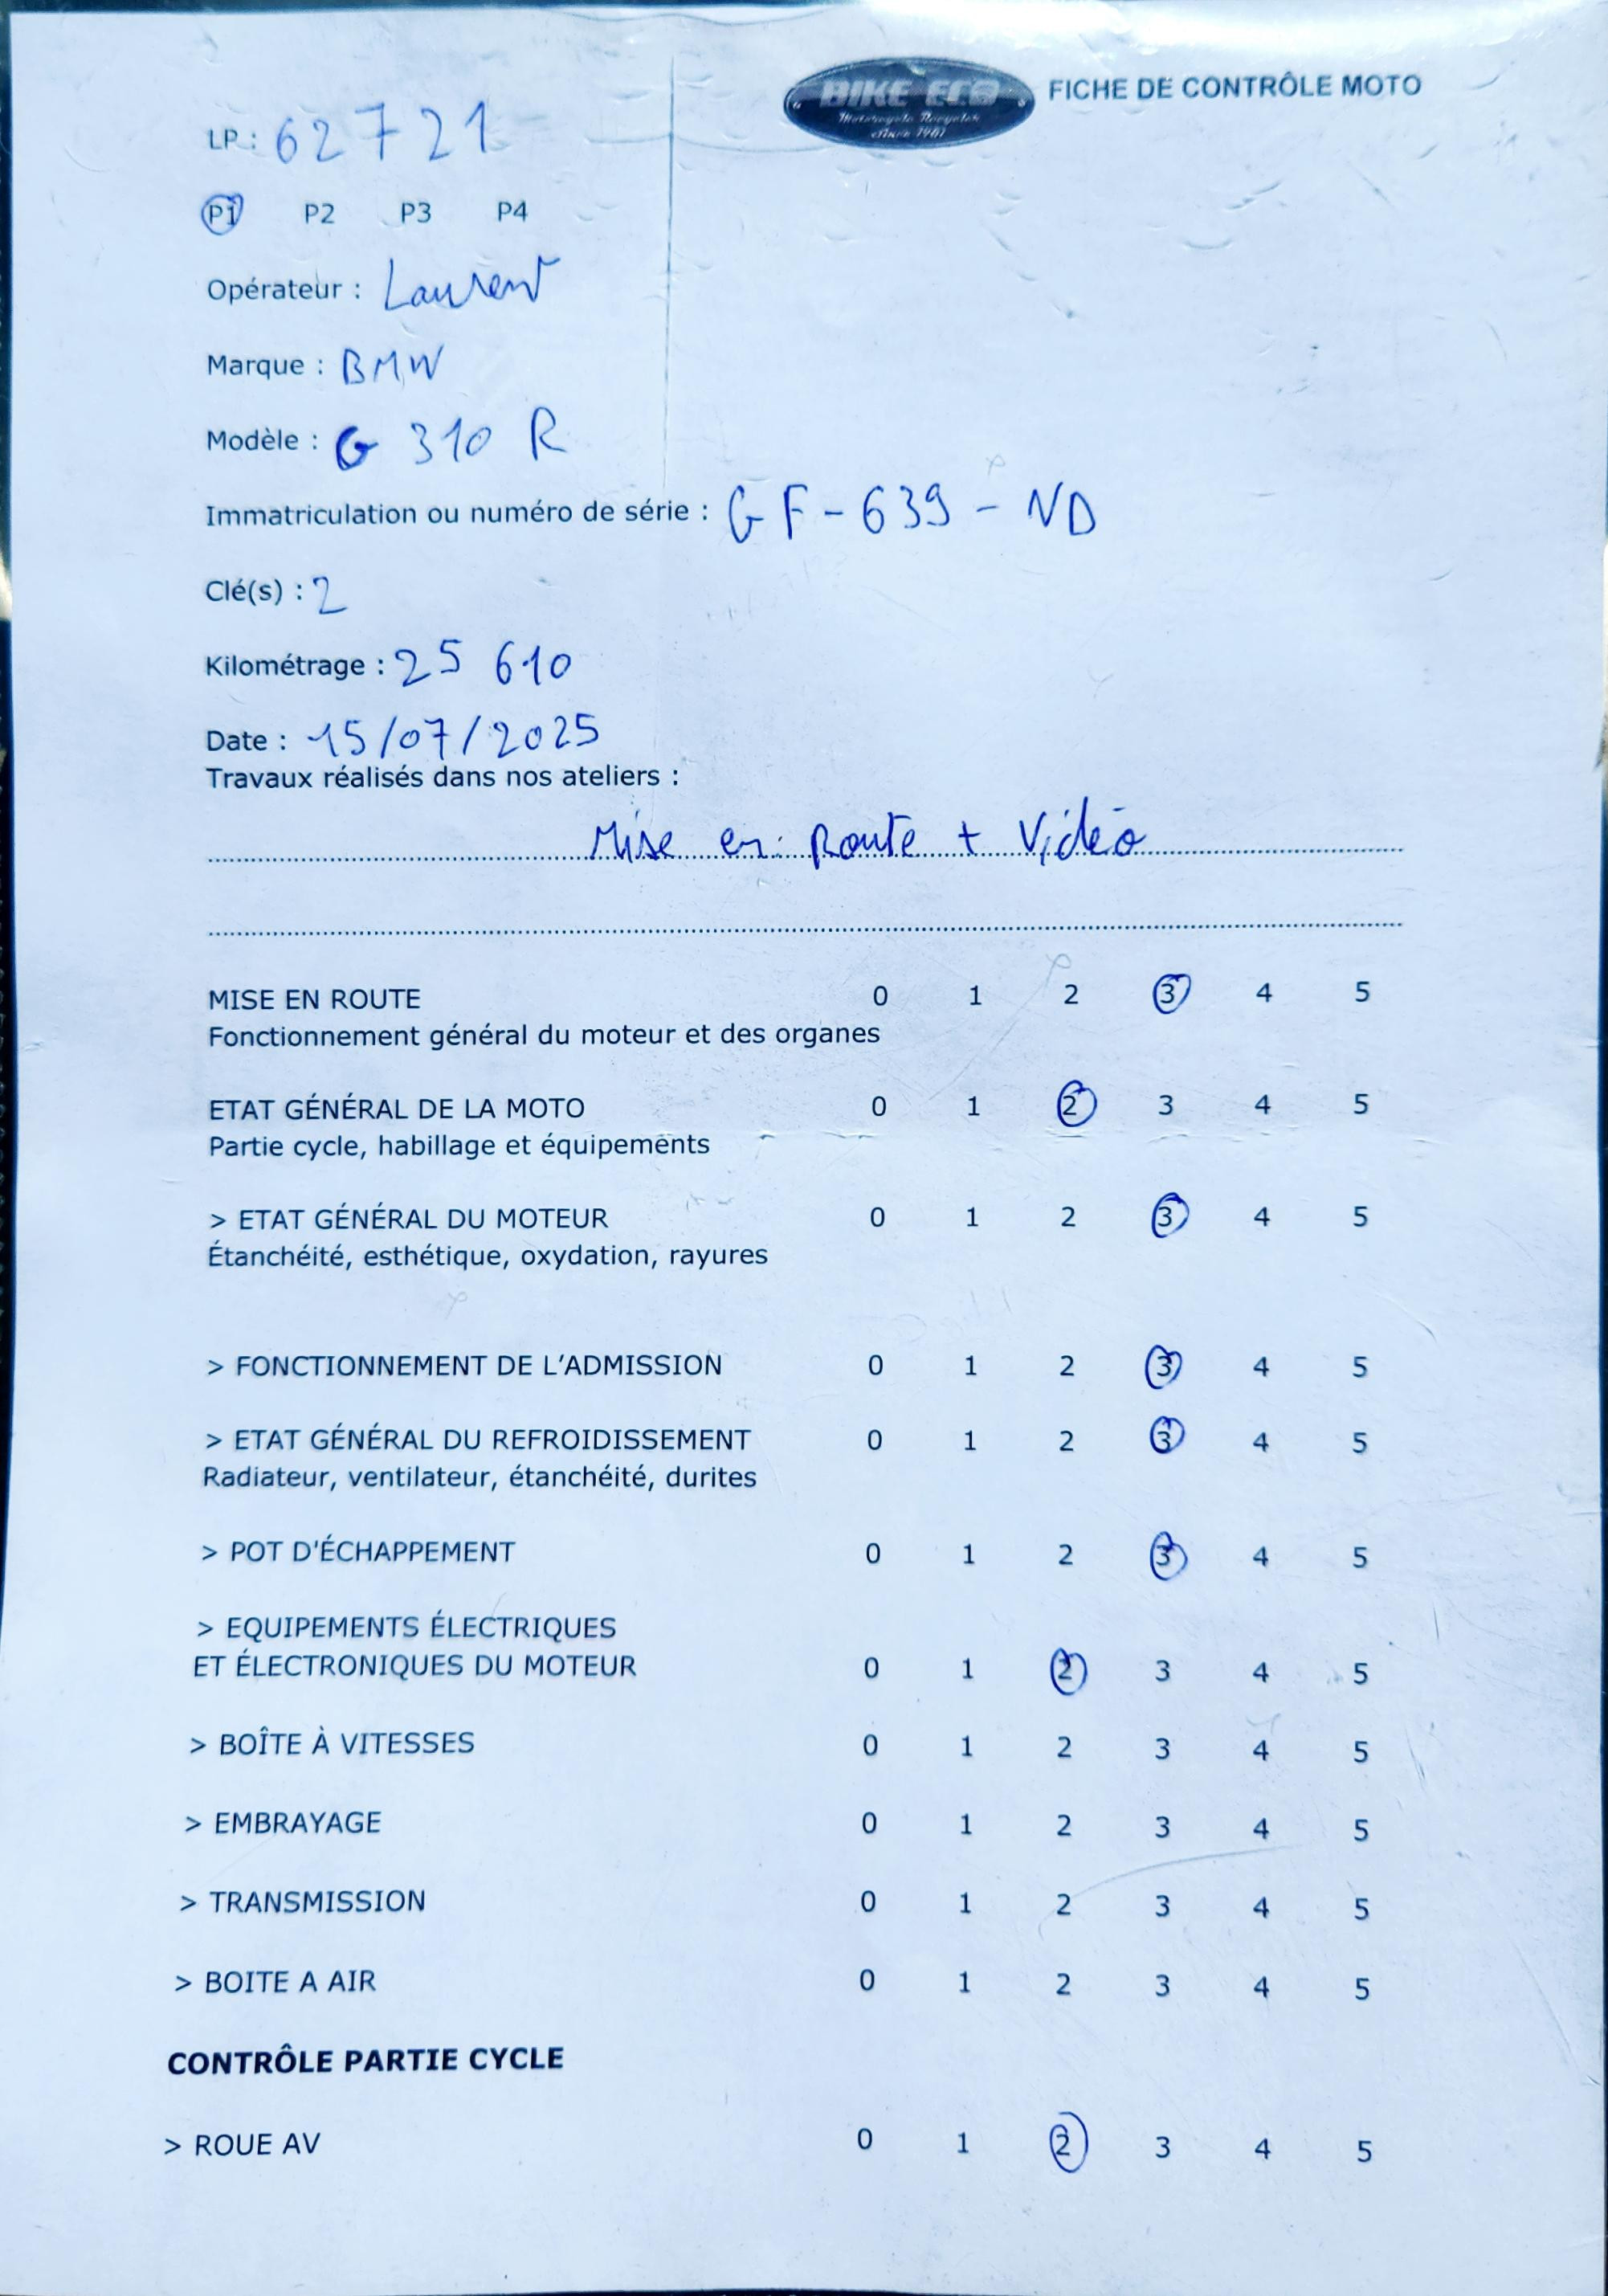 BIKE ECO
Motorcycle Recycler
Since 1981
FICHE DE CONTRÔLE MOTO
LP : 62721
P1 P2 P3 P4
Opérateur : Laurent
Marque : BMW
Modèle : G 310 R
Immatriculation ou numéro de série : GF-639-ND
Clé(s) : 2
Kilométrage : 25 610
Date : 15/07/2025
Travaux réalisés dans nos ateliers :
Mise en Route + Vidéo
MISE EN ROUTE 0 1 2 3 4 5
Fonctionnement général du moteur et des organes
ETAT GÉNÉRAL DE LA MOTO 0 1 2 3 4 5
Partie cycle, habillage et équipements
> ETAT GÉNÉRAL DU MOTEUR 0 1 2 3 4 5
Étanchéité, esthétique, oxydation, rayures
> FONCTIONNEMENT DE L'ADMISSION 0 1 2 3 4 5
> ETAT GÉNÉRAL DU REFROIDISSEMENT 0 1 2 3 4 5
Radiateur, ventilateur, étanchéité, durites
> POT D'ÉCHAPPEMENT 0 1 2 3 4 5
> EQUIPEMENTS ÉLECTRIQUES
ET ÉLECTRONIQUES DU MOTEUR 0 1 2 3 4 5
> BOÎTE À VITESSES 0 1 2 3 4 5
> EMBRAYAGE 0 1 2 3 4 5
> TRANSMISSION 0 1 2 3 4 5
> BOITE A AIR 0 1 2 3 4 5
CONTRÔLE PARTIE CYCLE
> ROUE AV 0 1 2 3 4 5